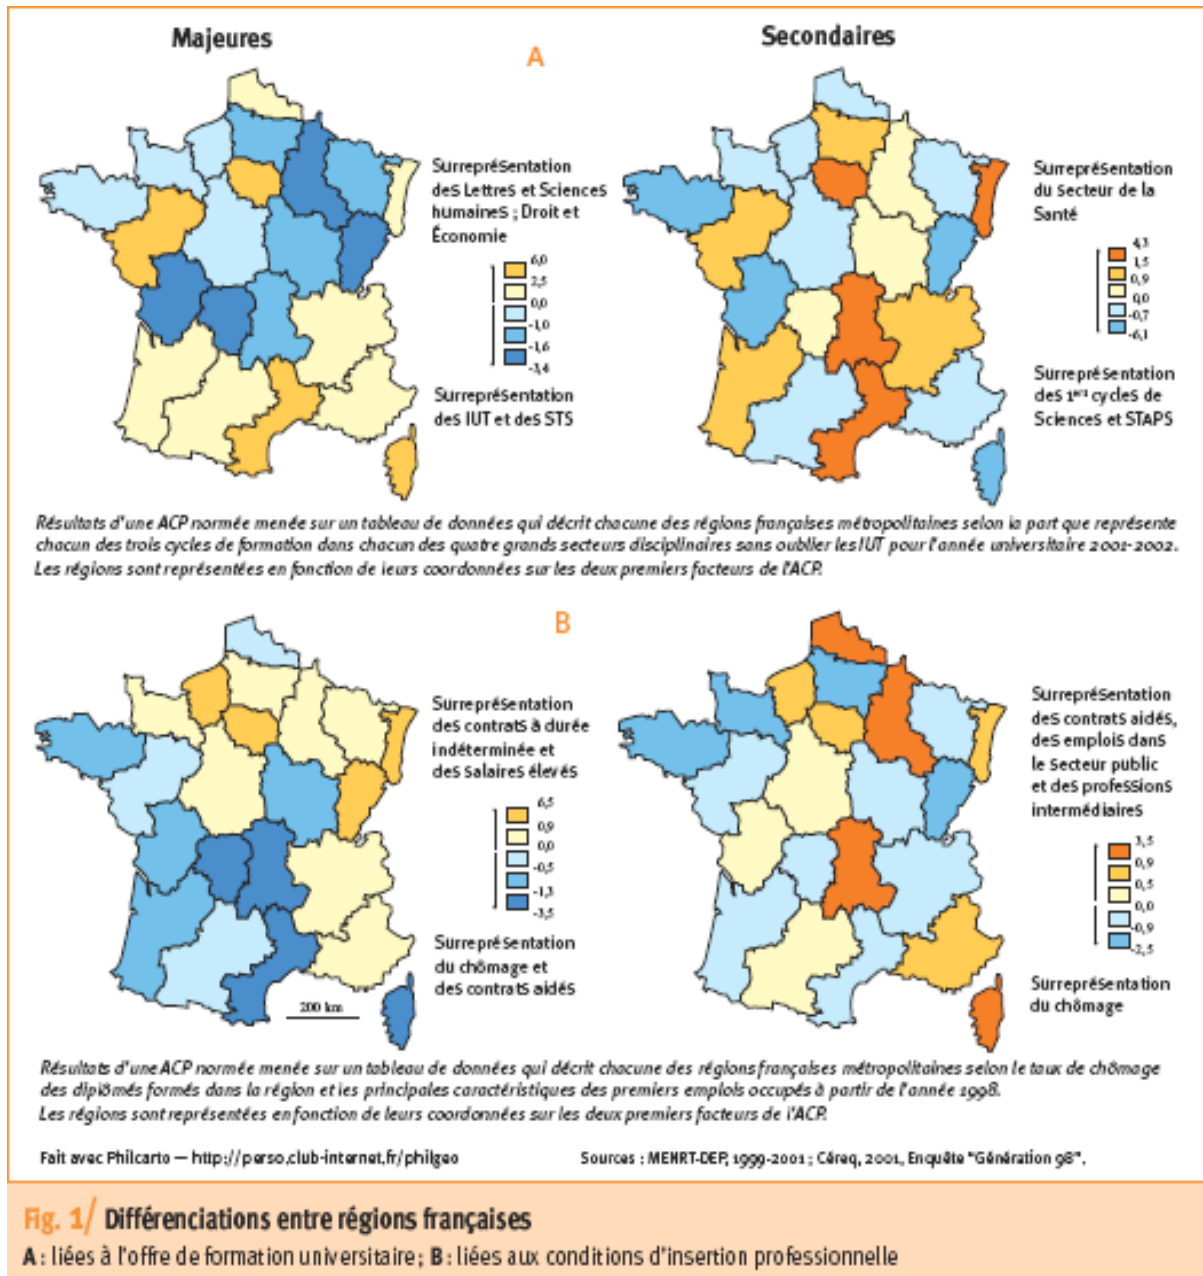 Majeures
Secondaires
A
Surreprésentation
des Lettres et Sciences
humaines ; Droit et
Économie
6,0
2,5
0,0
-1,0
-1,6
-3,4
Surreprésentation
des IUT et des STS
Surreprésentation
du secteur de la
Santé
4,3
1,5
0,9
0,0
-0,7
-6,1
Surreprésentation
des 1ers cycles de
Sciences et STAPS
Résultats d'une ACP normée menée sur un tableau de données qui décrit chacune des régions françaises métropolitaines selon la part que représente
chacun des trois cycles de formation dans chacun des quatre grands secteurs disciplinaires sans oublier les IUT pour l'année universitaire 2001-2002.
Les régions sont représentées en fonction de leurs coordonnées sur les deux premiers facteurs de l'ACP.
B
Surreprésentation
des contrats à durée
indéterminée et
des salaires élevés
6,5
0,9
0,0
-0,5
-1,3
-3,5
Surreprésentation
du chômage et
des contrats aidés
200 km
Surreprésentation
des contrats aidés,
des emplois dans
le secteur public
et des professions
intermédiaires
3,5
0,9
0,5
0,0
-0,9
-2,5
Surreprésentation
du chômage
Résultats d'une ACP normée menée sur un tableau de données qui décrit chacune des régions françaises métropolitaines selon le taux de chômage
des diplômés formés dans la région et les principales caractéristiques des premiers emplois occupés à partir de l'année 1998.
Les régions sont représentées en fonction de leurs coordonnées sur les deux premiers facteurs de l'ACP.
Fait avec Philcarto — http://perso.club-internet.fr/philgeo
Sources : MENRT-DEP, 1999-2001 ; Céreq, 2001, Enquête "Génération 98".
Fig. 1/ Différenciations entre régions françaises
A : liées à l'offre de formation universitaire ; B : liées aux conditions d'insertion professionnelle